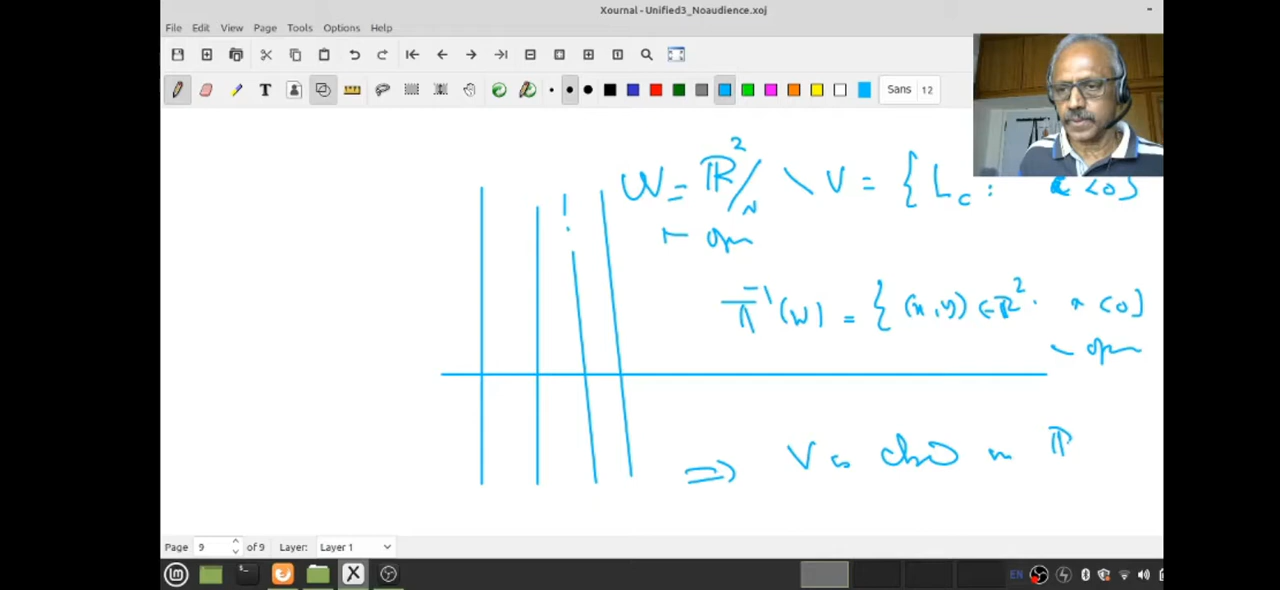 Xournal - Unified3_Noaudience.xoj
File Edit View Page Tools Options Help
T
Sans 12
W = ℝ²/~ \ V = { L_c : x < 0 }
← open
π⁻¹(W) = { (x,y) ∈ ℝ² : x < 0 }
← open
⇒ V is closed in ℝ
Page 9 of 9 Layer: Layer 1
EN